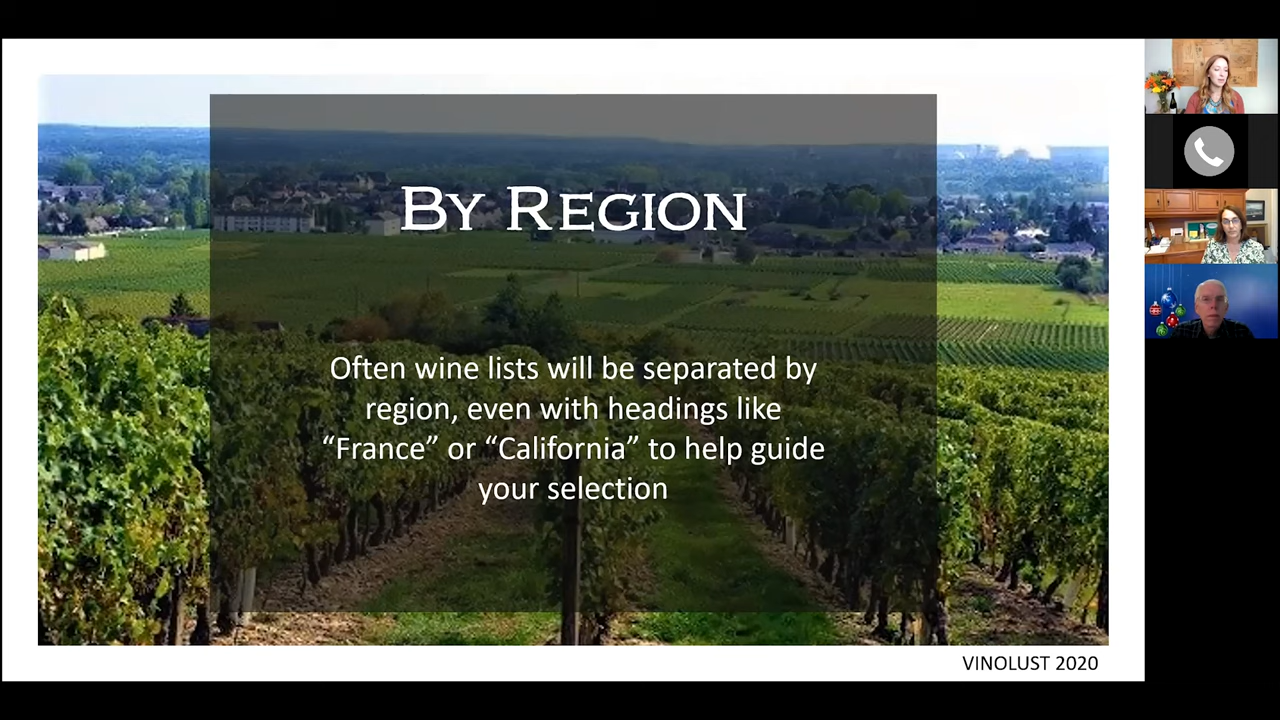 By Region
Often wine lists will be separated by
region, even with headings like
“France” or “California” to help guide
your selection
VINOLUST 2020